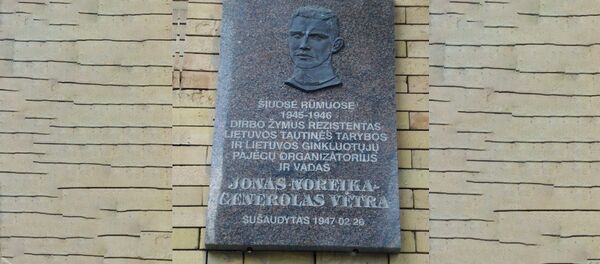 ŠIUOSE RŪMUOSE
1945-1946
DIRBO ŽYMUS REZISTENTAS
LIETUVOS TAUTINĖS TARYBOS
IR LIETUVOS GINKLUOTŲJŲ
PAJĖGŲ ORGANIZATORIUS
IR VADAS
JONAS NOREIKA-
GENEROLAS VĖTRA
SUŠAUDYTAS 1947 02 26